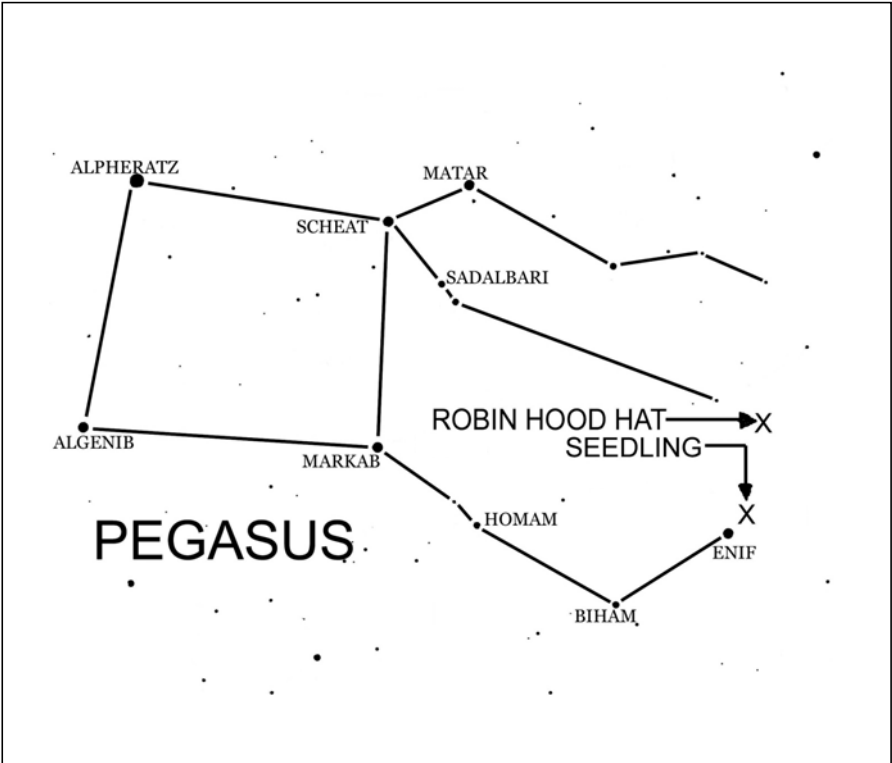 ALPHERATZ
MATAR
SCHEAT
SADALBARI
ROBIN HOOD HAT X
SEEDLING
ALGENIB
MARKAB
X
HOMAM
PEGASUS
ENIF
BIHAM